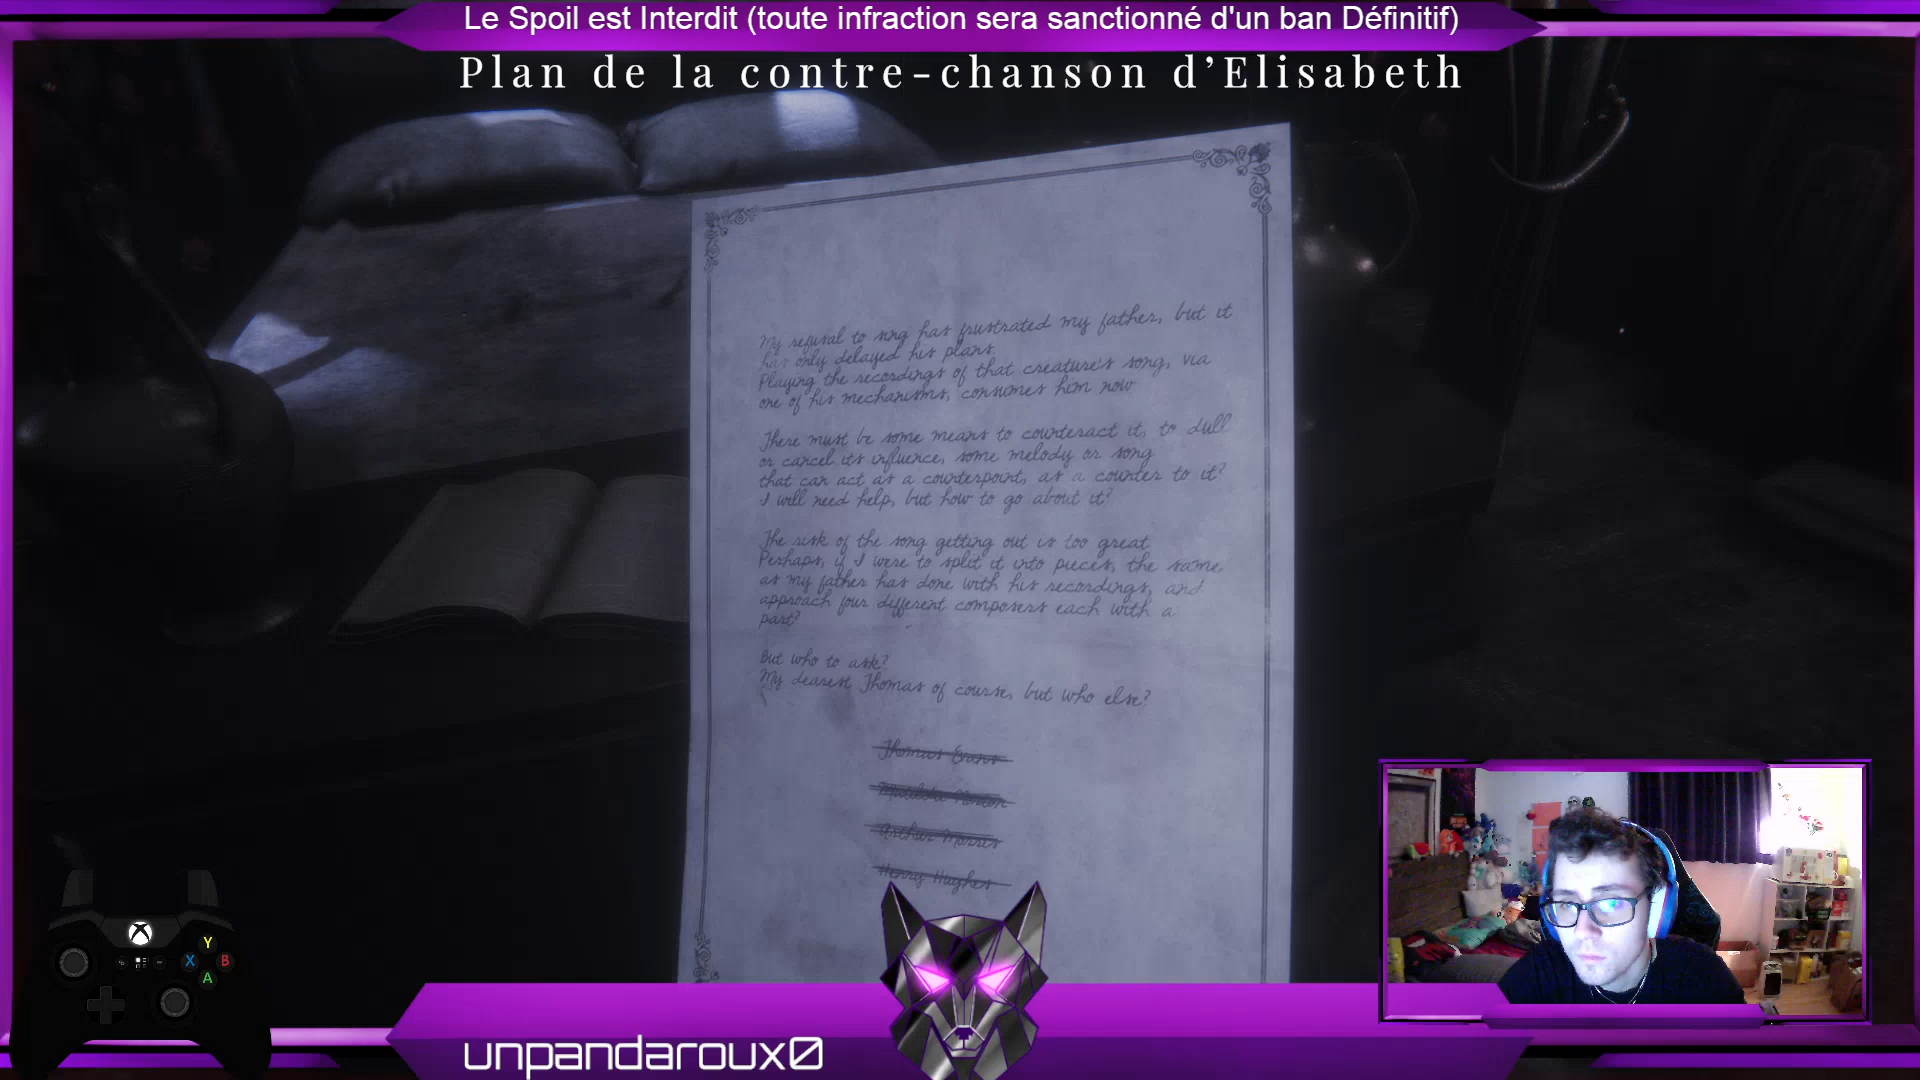 Le Spoil est Interdit (toute infraction sera sanctionné d'un ban Définitif)
Plan de la contre-chanson d’Elisabeth
My refusal to sing has frustrated my father, but it
has only delayed his plans.
Playing the recordings of that creature's song, via
one of his mechanisms, consumes him now
There must be some means to counteract it, to dull
or cancel its influence, some melody or song
that can act as a counterpoint, as a counter to it?
I will need help, but how to go about it?
The risk of the song getting out is too great
Perhaps, if I were to split it into pieces, the same,
as my father has done with his recordings, and
approach four different composers each with a
part?
But who to ask?
My dearest Thomas of course, but who else?
Thomas Evans
Arthur Morris
Henry Hughes
Y
X B
A
unpandaroux0